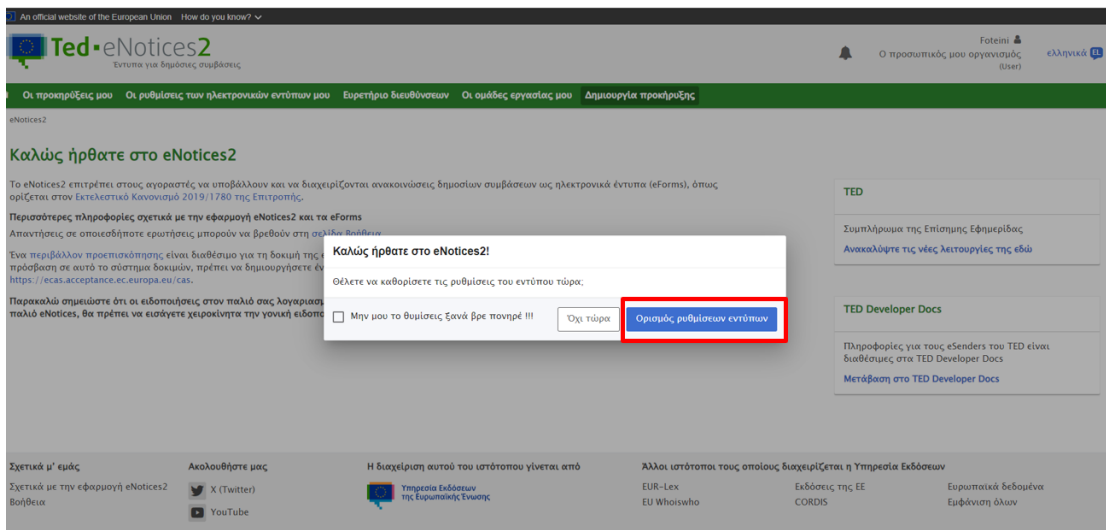 An official website of the European Union How do you know?
Ted eNotices2
Έντυπα για δημόσιες συμβάσεις
Foteini
Ο προσωπικός μου οργανισμός
(User)
ελληνικά EL
Οι προκηρύξεις μου Οι ρυθμίσεις των ηλεκτρονικών εντύπων μου Ευρετήριο διευθύνσεων Οι ομάδες εργασίας μου Δημιουργία προκήρυξης
eNotices2
Καλώς ήρθατε στο eNotices2
Το eNotices2 επιτρέπει στους αγοραστές να υποβάλλουν και να διαχειρίζονται ανακοινώσεις δημοσίων συμβάσεων ως ηλεκτρονικά έντυπα (eForms), όπως
ορίζεται στον Εκτελεστικό Κανονισμό 2019/1780 της Επιτροπής.
Περισσότερες πληροφορίες σχετικά με την εφαρμογή eNotices2 και τα eForms
Απαντήσεις σε οποιεσδήποτε ερωτήσεις μπορούν να βρεθούν στη σελίδα Βοήθεια
Ένα περιβάλλον προεπισκόπησης είναι διαθέσιμο για τη δοκιμή της
πρόσβαση σε αυτό το σύστημα δοκιμών, πρέπει να δημιουργήσετε
https://ecas.acceptance.ec.europa.eu/cas.
Παρακαλώ σημειώστε ότι οι ειδοποιήσεις στον παλιό σας
παλιό eNotices, θα πρέπει να εισάγετε χειροκίνητα την γονική
Καλώς ήρθατε στο eNotices2!
Θέλετε να καθορίσετε τις ρυθμίσεις του εντύπου τώρα;
Μην μου το θυμίσεις ξανά βρε πονηρέ !!!
Όχι τώρα
Ορισμός ρυθμίσεων εντύπων
TED
Συμπλήρωμα της Επίσημης Εφημερίδας
Ανακαλύψτε τις νέες λειτουργίες της εδώ
TED Developer Docs
Πληροφορίες για τους eSenders του TED είναι
διαθέσιμες στα TED Developer Docs
Μετάβαση στο TED Developer Docs
Σχετικά μ' εμάς
Σχετικά με την εφαρμογή eNotices2
Βοήθεια
Ακολουθήστε μας
X (Twitter)
YouTube
Η διαχείριση αυτού του ιστότοπου γίνεται από
Υπηρεσία Εκδόσεων
της Ευρωπαϊκής Ένωσης
Άλλοι ιστότοποι τους οποίους διαχειρίζεται η Υπηρεσία Εκδόσεων
EUR-Lex Εκδόσεις της ΕΕ Ευρωπαϊκά δεδομένα
EU Whoiswho CORDIS Εμφάνιση όλων